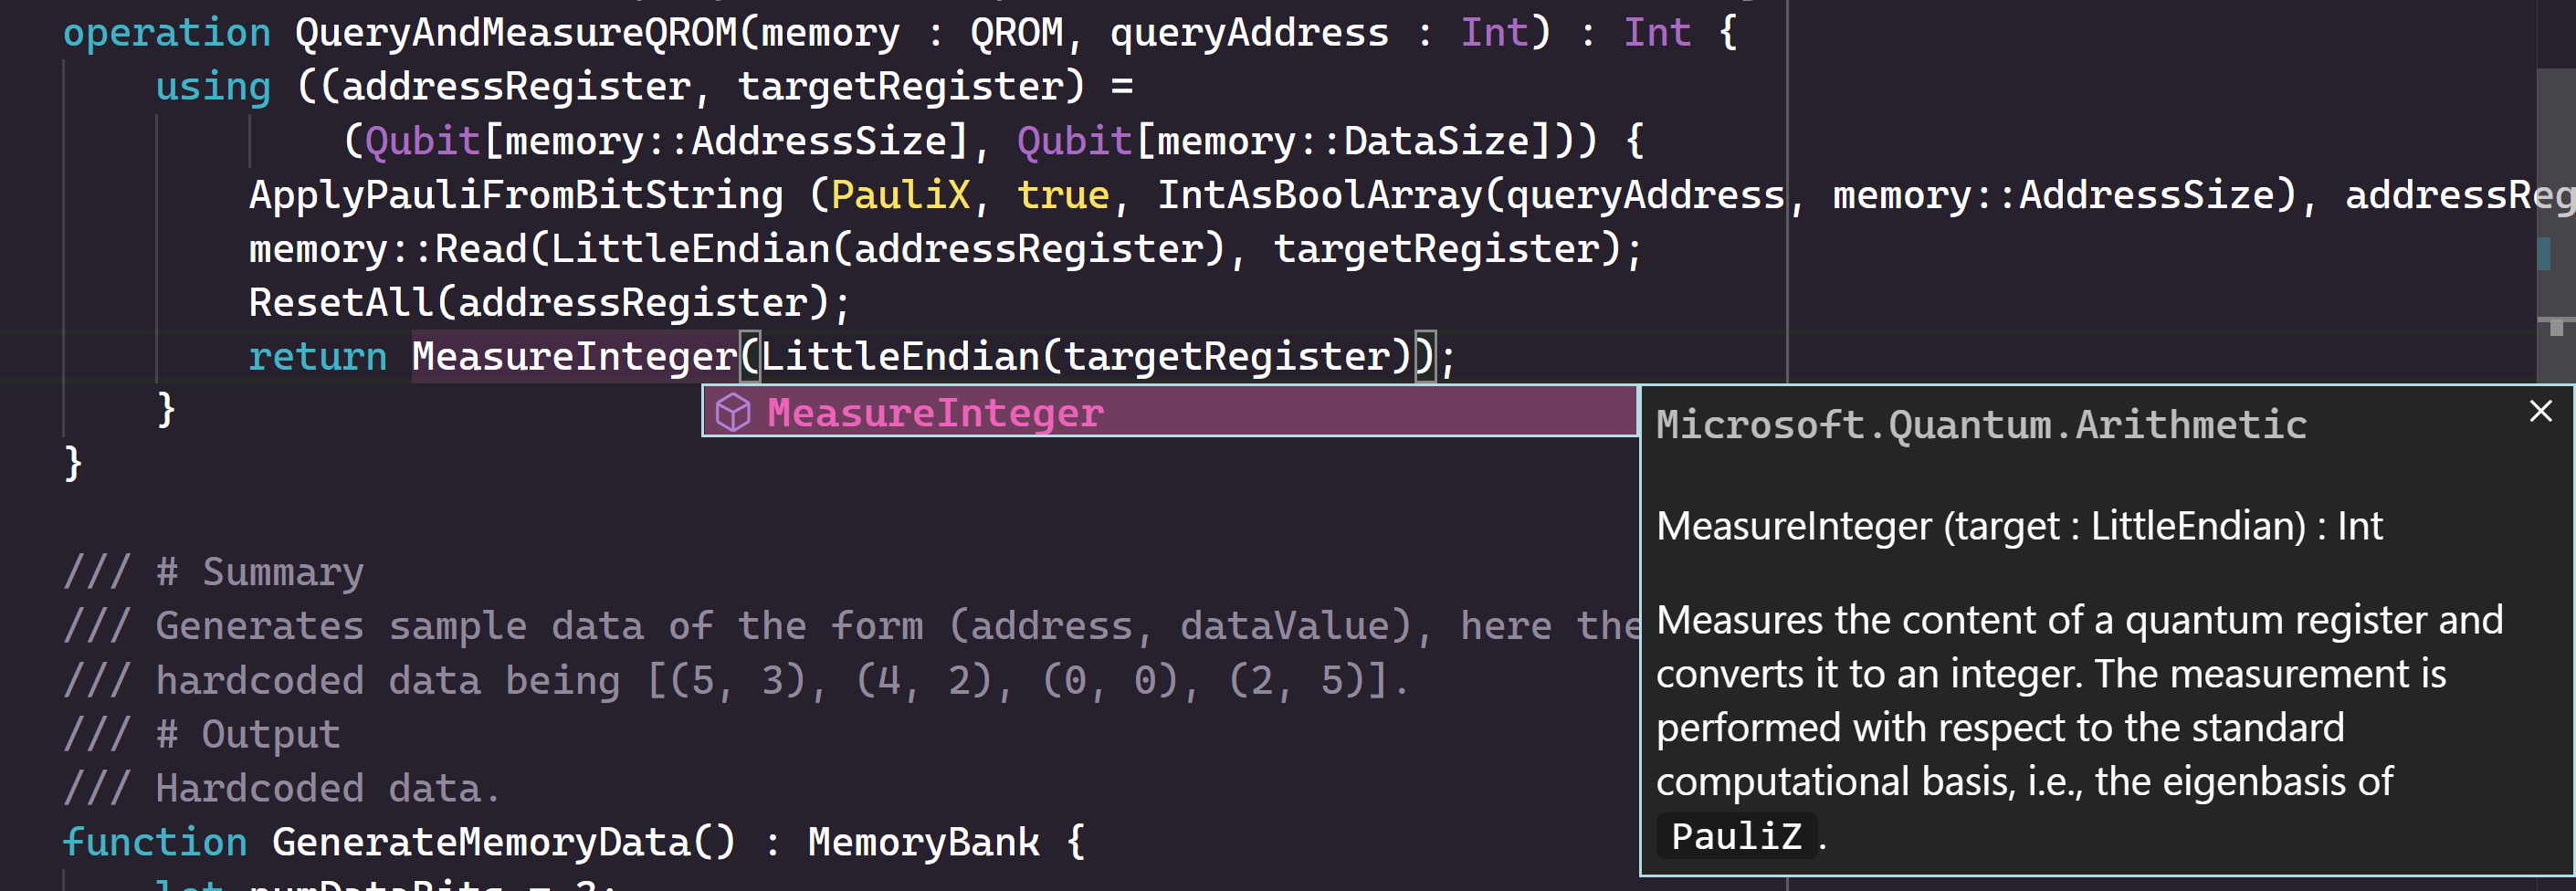 operation QueryAndMeasureQROM(memory : QROM, queryAddress : Int) : Int {
using ((addressRegister, targetRegister) =
(Qubit[memory::AddressSize], Qubit[memory::DataSize])) {
ApplyPauliFromBitString (PauliX, true, IntAsBoolArray(queryAddress, memory::AddressSize), addressReg
memory::Read(LittleEndian(addressRegister), targetRegister);
ResetAll(addressRegister);
return MeasureInteger(LittleEndian(targetRegister));
}
}
MeasureInteger
Microsoft.Quantum.Arithmetic
MeasureInteger (target : LittleEndian) : Int
Measures the content of a quantum register and
converts it to an integer. The measurement is
performed with respect to the standard
computational basis, i.e., the eigenbasis of
PauliZ.
/// # Summary
/// Generates sample data of the form (address, dataValue), here the
/// hardcoded data being [(5, 3), (4, 2), (0, 0), (2, 5)].
/// # Output
/// Hardcoded data.
function GenerateMemoryData() : MemoryBank {
let numDataBits =